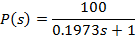 P(s) = 100 / (0.1973s + 1)